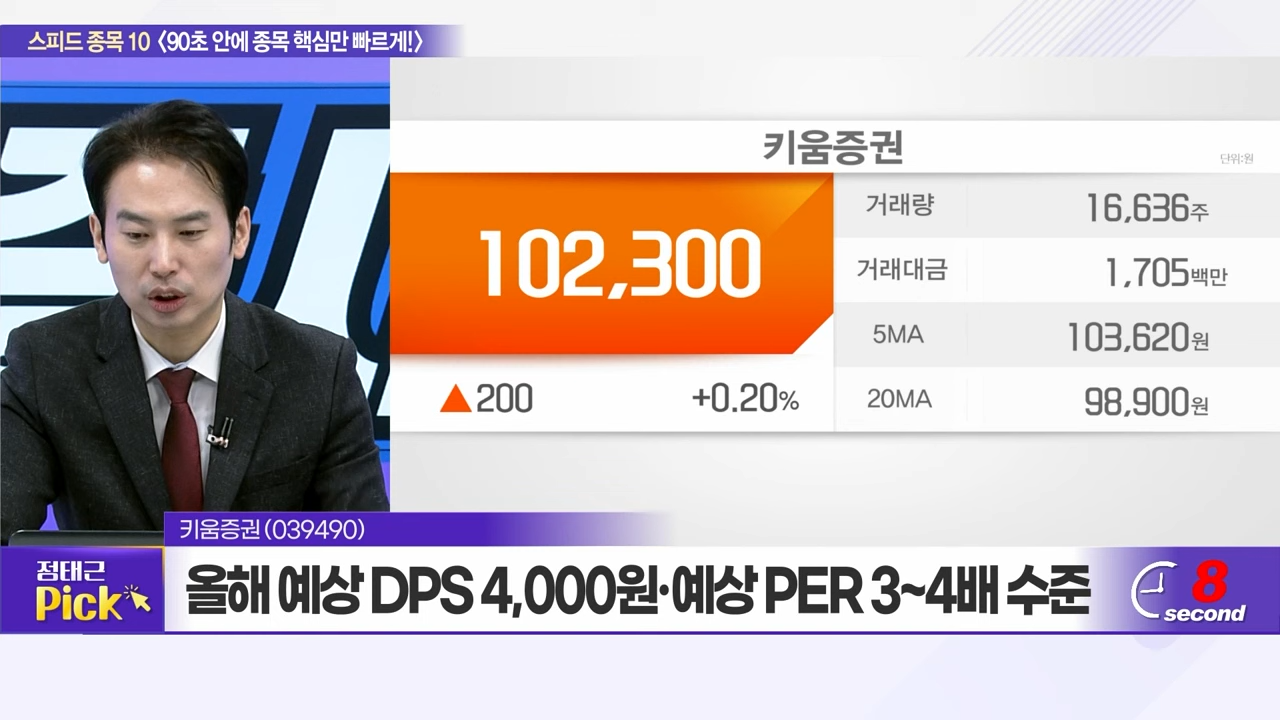 스피드 종목 10 〈90초 안에 종목 핵심만 빠르게!〉
키움증권
단위:원
102,300
▲200 +0.20%
거래량 16,636주
거래대금 1,705백만
5MA 103,620원
20MA 98,900원
키움증권 (039490)
정태근
Pick
올해 예상 DPS 4,000원·예상 PER 3~4배 수준
8
second